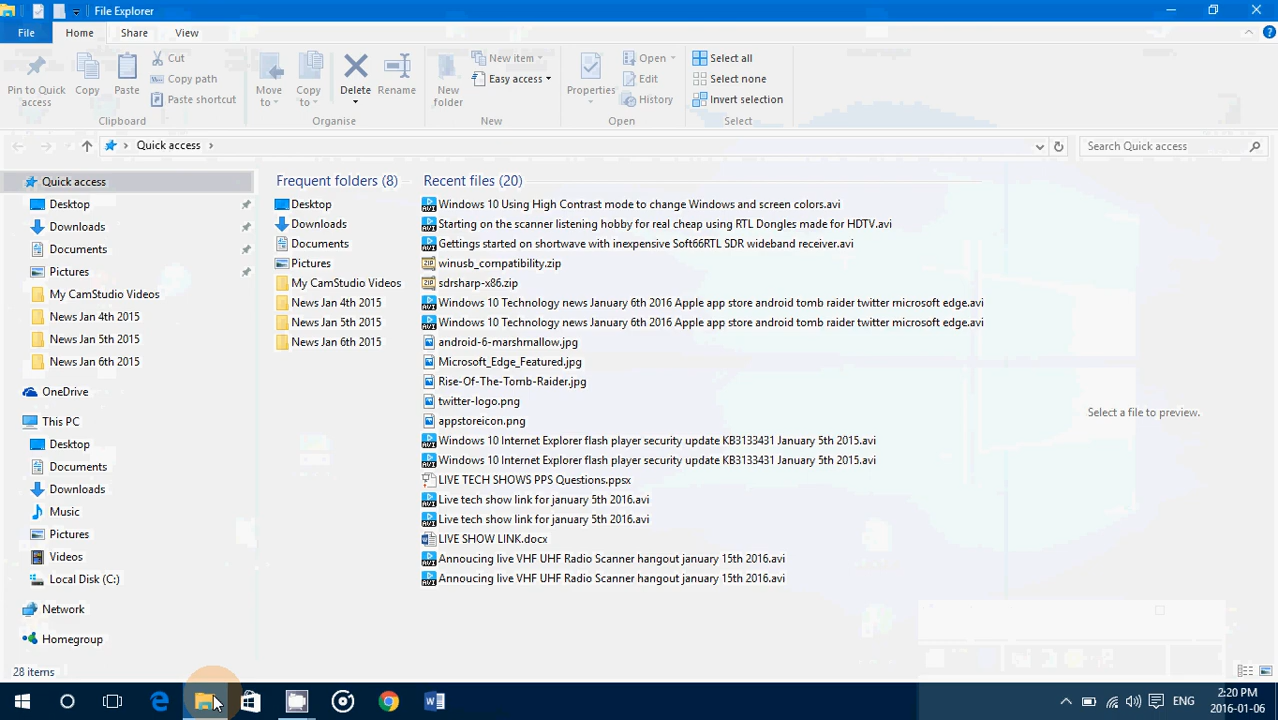 File Explorer
File Home Share View
Pin to Quick access
Copy
Paste
Cut
Copy path
Paste shortcut
Clipboard
Move to
Copy to
Delete
Rename
Organise
New folder
New item
Easy access
New
Properties
Open
Edit
History
Open
Select all
Select none
Invert selection
Select
Quick access
Search Quick access
Quick access
Desktop
Downloads
Documents
Pictures
My CamStudio Videos
News Jan 4th 2015
News Jan 5th 2015
News Jan 6th 2015
OneDrive
This PC
Desktop
Documents
Downloads
Music
Pictures
Videos
Local Disk (C:)
Network
Homegroup
Frequent folders (8)
Desktop
Downloads
Documents
Pictures
My CamStudio Videos
News Jan 4th 2015
News Jan 5th 2015
News Jan 6th 2015
Recent files (20)
Windows 10 Using High Contrast mode to change Windows and screen colors.avi
Starting on the scanner listening hobby for real cheap using RTL Dongles made for HDTV.avi
Gettings started on shortwave with inexpensive Soft66RTL SDR wideband receiver.avi
winusb_compatibility.zip
sdrsharp-x86.zip
Windows 10 Technology news January 6th 2016 Apple app store android tomb raider twitter microsoft edge.avi
Windows 10 Technology news January 6th 2016 Apple app store android tomb raider twitter microsoft edge.avi
android-6-marshmallow.jpg
Microsoft_Edge_Featured.jpg
Rise-Of-The-Tomb-Raider.jpg
twitter-logo.png
appstoreicon.png
Windows 10 Internet Explorer flash player security update KB3133431 January 5th 2015.avi
Windows 10 Internet Explorer flash player security update KB3133431 January 5th 2015.avi
LIVE TECH SHOWS PPS Questions.ppsx
Live tech show link for january 5th 2016.avi
Live tech show link for january 5th 2016.avi
LIVE SHOW LINK.docx
Annoucing live VHF UHF Radio Scanner hangout january 15th 2016.avi
Annoucing live VHF UHF Radio Scanner hangout january 15th 2016.avi
Select a file to preview.
28 items
ENG
2:20 PM
2016-01-06